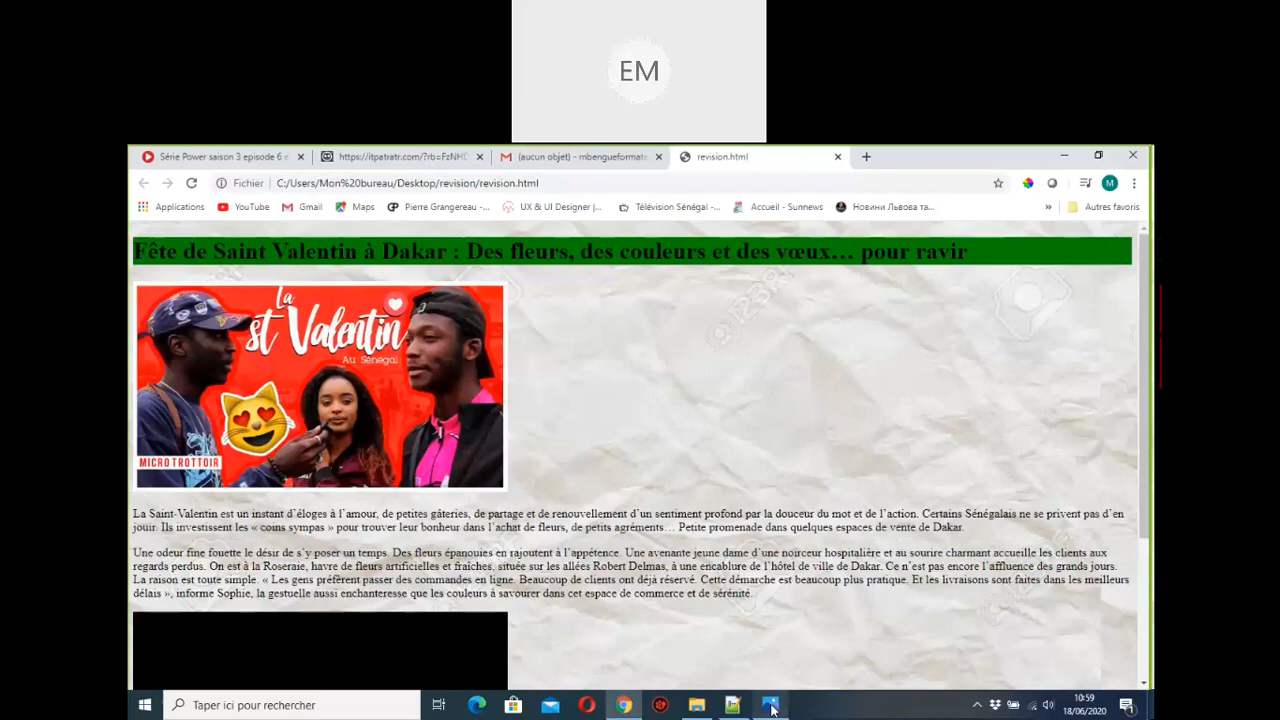 EM
Série Power saison 3 episode 6 e
https://itpatratr.com/?rb=FzNHD
(aucun objet) - mbengueformate
revision.html
Fichier
C:/Users/Mon%20bureau/Desktop/revision/revision.html
M
Applications
YouTube
Gmail
Maps
Pierre Grangereau -...
UX & UI Designer |...
Télévision Sénégal -...
Accueil - Sunnews
Новини Львова та...
»
Autres favoris
Fête de Saint Valentin à Dakar : Des fleurs, des couleurs et des vœux… pour ravir
La
st Valentin
Au Sénégal
MICRO TROTTOIR
La Saint-Valentin est un instant d’éloges à l’amour, de petites gâteries, de partage et de renouvellement d’un sentiment profond par la douceur du mot et de l’action. Certains Sénégalais ne se privent pas d’en
jouir. Ils investissent les « coins sympas » pour trouver leur bonheur dans l’achat de fleurs, de petits agréments… Petite promenade dans quelques espaces de vente de Dakar.
Une odeur fine fouette le désir de s’y poser un temps. Des fleurs épanouies en rajoutent à l’appétence. Une avenante jeune dame d’une noirceur hospitalière et au sourire charmant accueille les clients aux
regards perdus. On est à la Roseraie, havre de fleurs artificielles et fraîches, située sur les allées Robert Delmas, à une encablure de l’hôtel de ville de Dakar. Ce n’est pas encore l’affluence des grands jours.
La raison est toute simple. « Les gens préfèrent passer des commandes en ligne. Beaucoup de clients ont déjà réservé. Cette démarche est beaucoup plus pratique. Et les livraisons sont faites dans les meilleurs
délais », informe Sophie, la gestuelle aussi enchanteresse que les couleurs à savourer dans cet espace de commerce et de sérénité.
Taper ici pour rechercher
10:59
18/06/2020
1